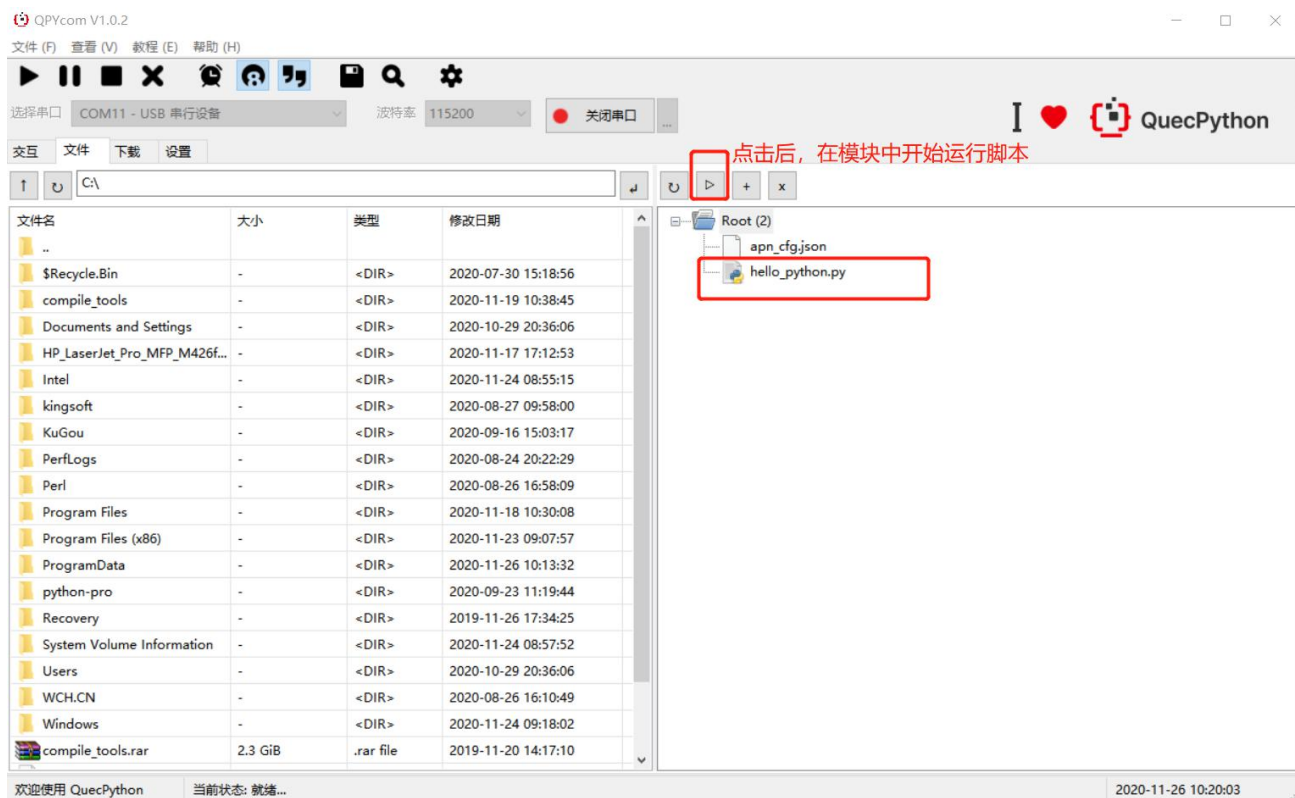 QPYcom V1.0.2
文件 (F) 查看 (V) 教程 (E) 帮助 (H)
选择串口 COM11 - USB 串行设备 波特率 115200 关闭串口 ...
I QuecPython
交互 文件 下载 设置
点击后，在模块中开始运行脚本
C:\
文件名 大小 类型 修改日期
..
$Recycle.Bin - <DIR> 2020-07-30 15:18:56
compile_tools - <DIR> 2020-11-19 10:38:45
Documents and Settings - <DIR> 2020-10-29 20:36:06
HP_LaserJet_Pro_MFP_M426f... - <DIR> 2020-11-17 17:12:53
Intel - <DIR> 2020-11-24 08:55:15
kingsoft - <DIR> 2020-08-27 09:58:00
KuGou - <DIR> 2020-09-16 15:03:17
PerfLogs - <DIR> 2020-08-24 20:22:29
Perl - <DIR> 2020-08-26 16:58:09
Program Files - <DIR> 2020-11-18 10:30:08
Program Files (x86) - <DIR> 2020-11-23 09:07:57
ProgramData - <DIR> 2020-11-26 10:13:32
python-pro - <DIR> 2020-09-23 11:19:44
Recovery - <DIR> 2019-11-26 17:34:25
System Volume Information - <DIR> 2020-11-24 08:57:52
Users - <DIR> 2020-10-29 20:36:06
WCH.CN - <DIR> 2020-08-26 16:10:49
Windows - <DIR> 2020-11-24 09:18:02
compile_tools.rar 2.3 GiB .rar file 2019-11-20 14:17:10
Root (2)
apn_cfg.json
hello_python.py
欢迎使用 QuecPython 当前状态: 就绪... 2020-11-26 10:20:03